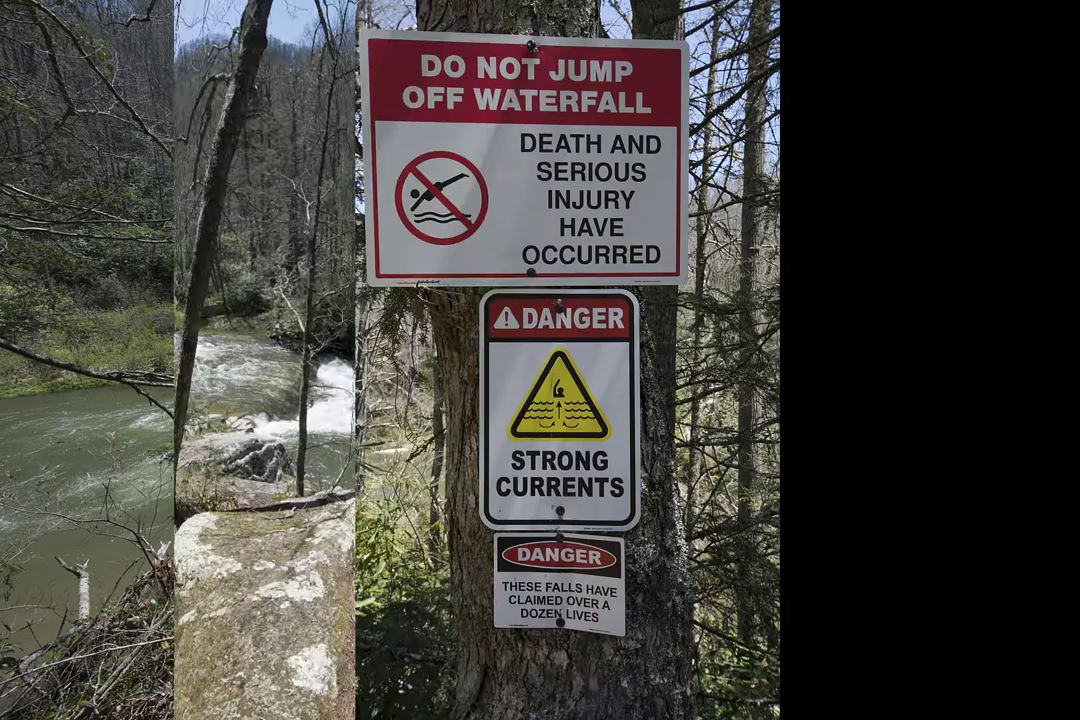 DO NOT JUMP
OFF WATERFALL
DEATH AND
SERIOUS
INJURY
HAVE
OCCURRED
DANGER
STRONG
CURRENTS
DANGER
THESE FALLS HAVE
CLAIMED OVER A
DOZEN LIVES